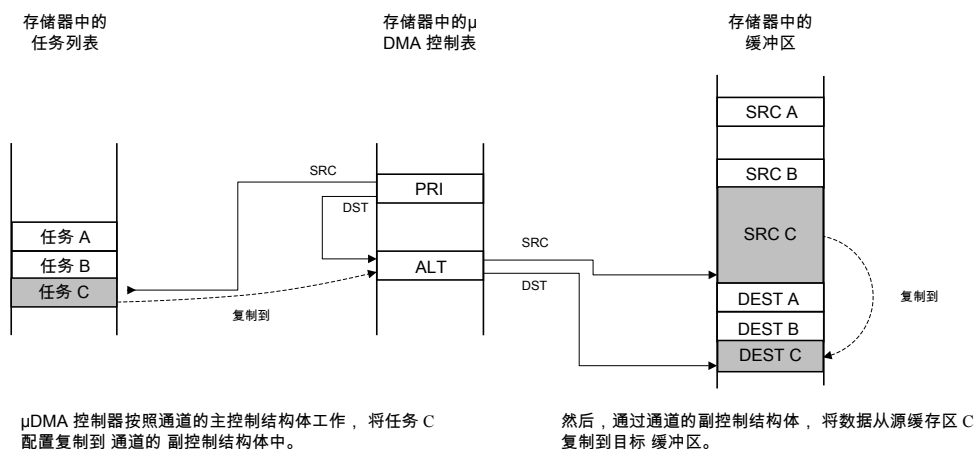 存储器中的
任务列表
存储器中的μ
DMA 控制表
存储器中的
缓冲区
SRC A
SRC B
SRC C
DEST A
DEST B
DEST C
SRC
PRI
DST
任务 A
任务 B
任务 C
ALT
SRC
DST
复制到
复制到
μDMA 控制器按照通道的主控制结构体工作 ，将任务 C
配置复制到 通道的 副控制结构体中。
然后，通过通道的副控制结构体 ，将数据从源缓存区 C
复制到目标 缓冲区。